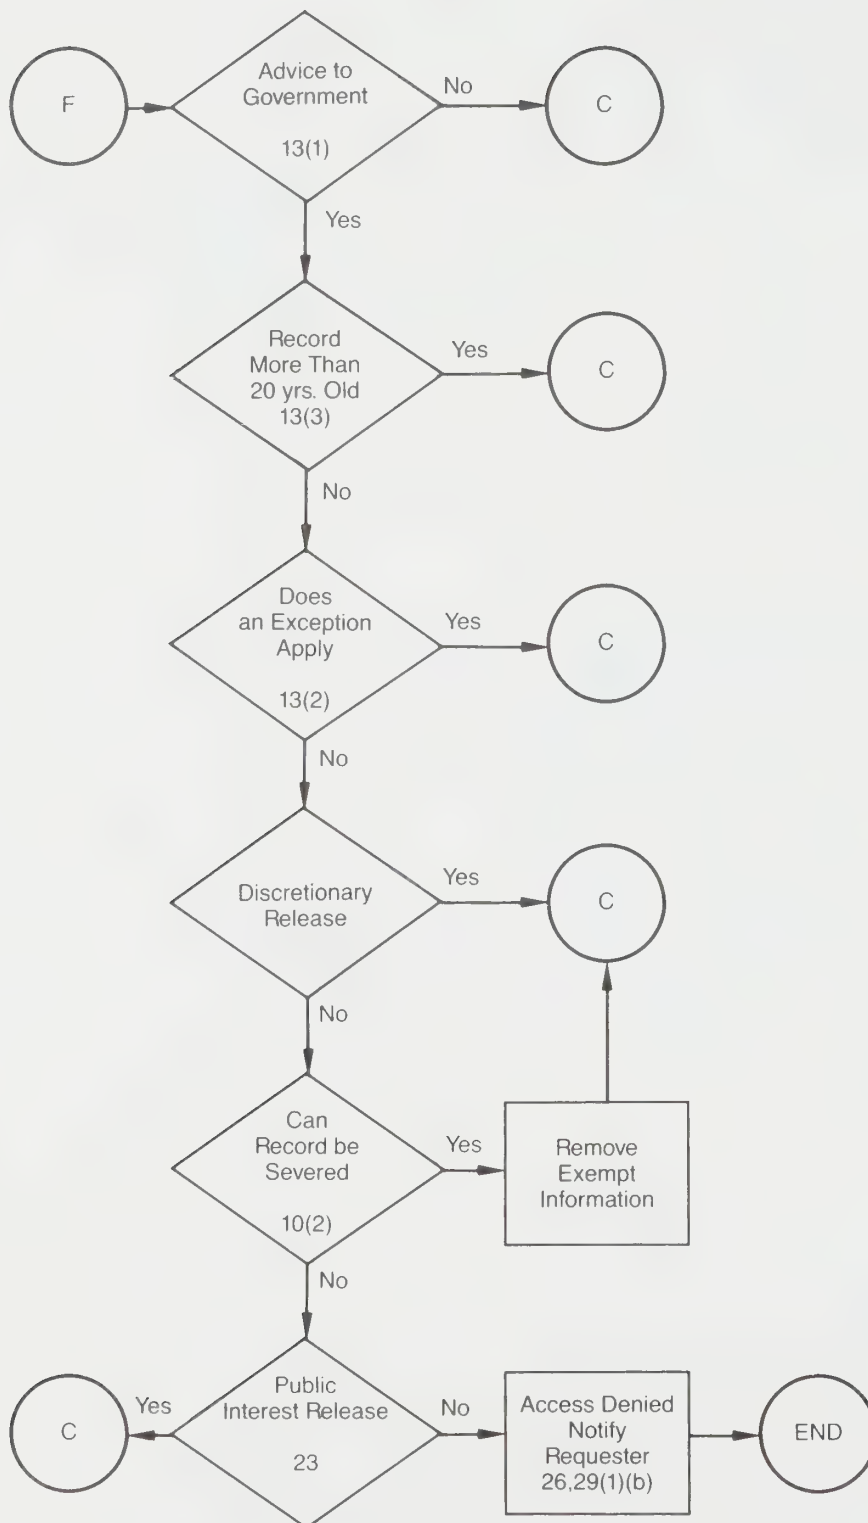 F
Advice to
Government
13(1)
No
C
Yes
Record
More Than
20 yrs. Old
13(3)
Yes
C
No
Does
an Exception
Apply
13(2)
Yes
C
No
Discretionary
Release
Yes
C
No
Can
Record be
Severed
10(2)
Yes
Remove
Exempt
Information
No
C
Yes
Public
Interest Release
23
No
Access Denied
Notify
Requester
26,29(1)(b)
END